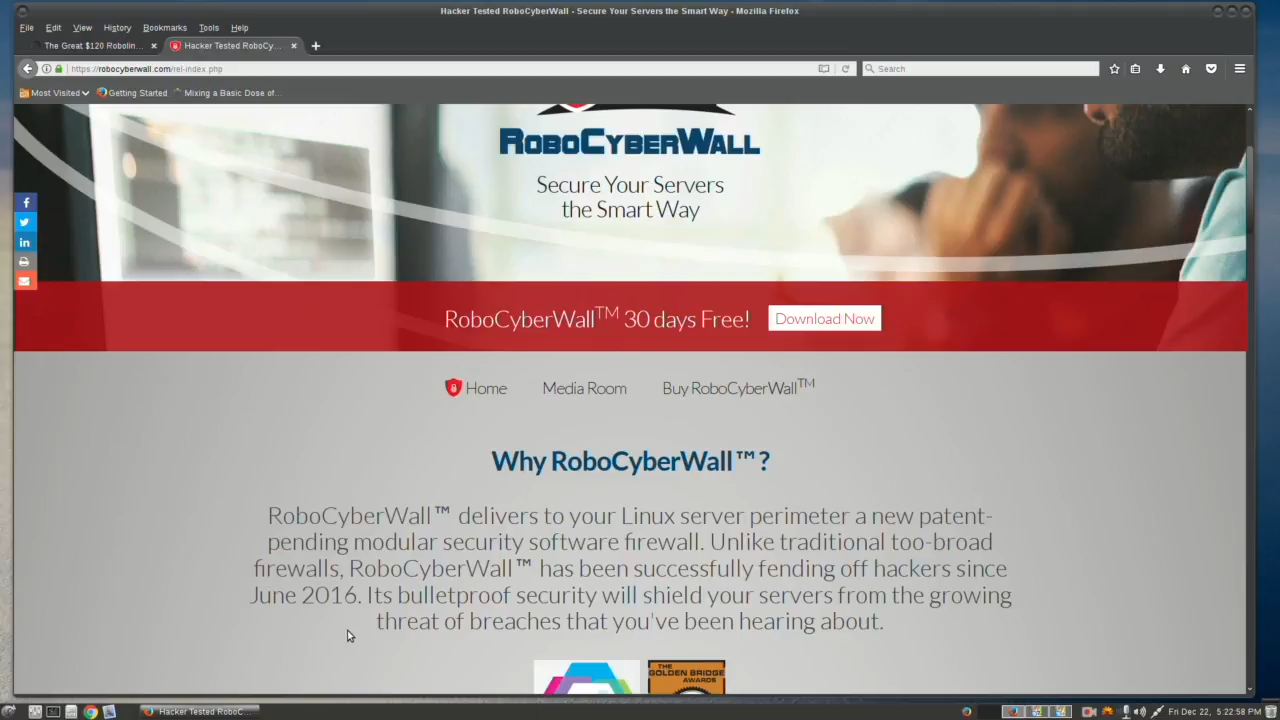 Hacker Tested RoboCyberWall - Secure Your Servers the Smart Way - Mozilla Firefox
File Edit View History Bookmarks Tools Help
The Great $120 Robolin...
Hacker Tested RoboCy...
https://robocyberwall.com/rel-index.php
Search
Most Visited
Getting Started
Mixing a Basic Dose of...
ROBOCYBERWALL
Secure Your Servers
the Smart Way
RoboCyberWall™ 30 days Free!
Download Now
Home
Media Room
Buy RoboCyberWall™
Why RoboCyberWall™?
RoboCyberWall™ delivers to your Linux server perimeter a new patent-
pending modular security software firewall. Unlike traditional too-broad
firewalls, RoboCyberWall™ has been successfully fending off hackers since
June 2016. Its bulletproof security will shield your servers from the growing
threat of breaches that you've been hearing about.
THE
GOLDEN BRIDGE
AWARDS
Hacker Tested RoboC...
Fri Dec 22, 5:22:58 PM